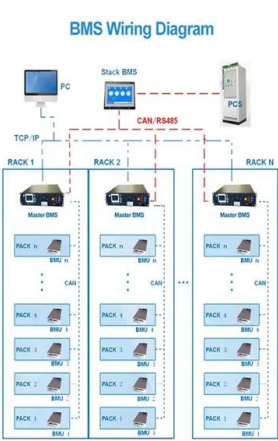 BMS Wiring Diagram
Stack BMS
PC
PCS
CAN/RS485
TCP/IP
RACK 1
RACK 2
RACK N
Master BMS
Master BMS
Master BMS
PACK n
BMU n
PACK n
BMU n
PACK n
BMU n
CAN
CAN
CAN
PACK 4
BMU 4
PACK 4
BMU 4
PACK 4
BMU 4
PACK 3
BMU 3
PACK 3
BMU 3
PACK 3
BMU 3
PACK 2
BMU 2
PACK 2
BMU 2
PACK 2
BMU 2
PACK 1
BMU 1
PACK 1
BMU 1
PACK 1
BMU 1